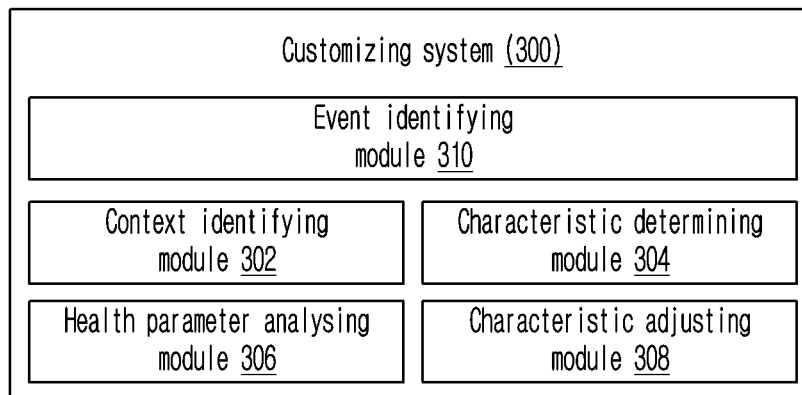 Customizing system (300)
Event identifying
module 310
Context identifying
module 302
Characteristic determining
module 304
Health parameter analysing
module 306
Characteristic adjusting
module 308